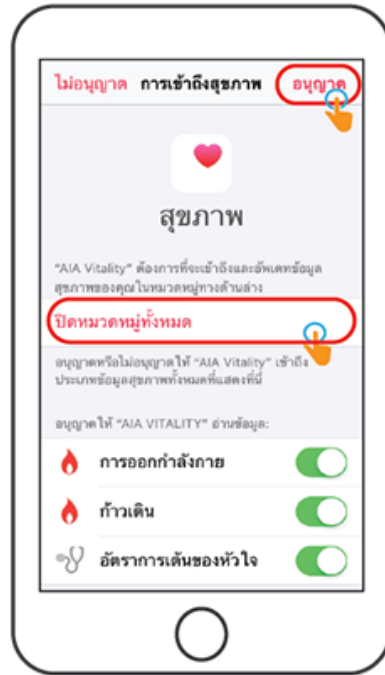 ไม่อนุญาต การเข้าถึงสุขภาพ อนุญาต
สุขภาพ
"AIA Vitality" ต้องการที่จะเข้าถึงและอัพเดทข้อมูล
สุขภาพของคุณในหมวดหมู่ทางด้านล่าง
ปิดหมวดหมู่ทั้งหมด
อนุญาตหรือไม่อนุญาตให้ "AIA Vitality" เข้าถึง
ประเภทข้อมูลสุขภาพทั้งหมดที่แสดงที่นี่
อนุญาตให้ "AIA VITALITY" อ่านข้อมูล:
การออกกำลังกาย
ก้าวเดิน
อัตราการเต้นของหัวใจ